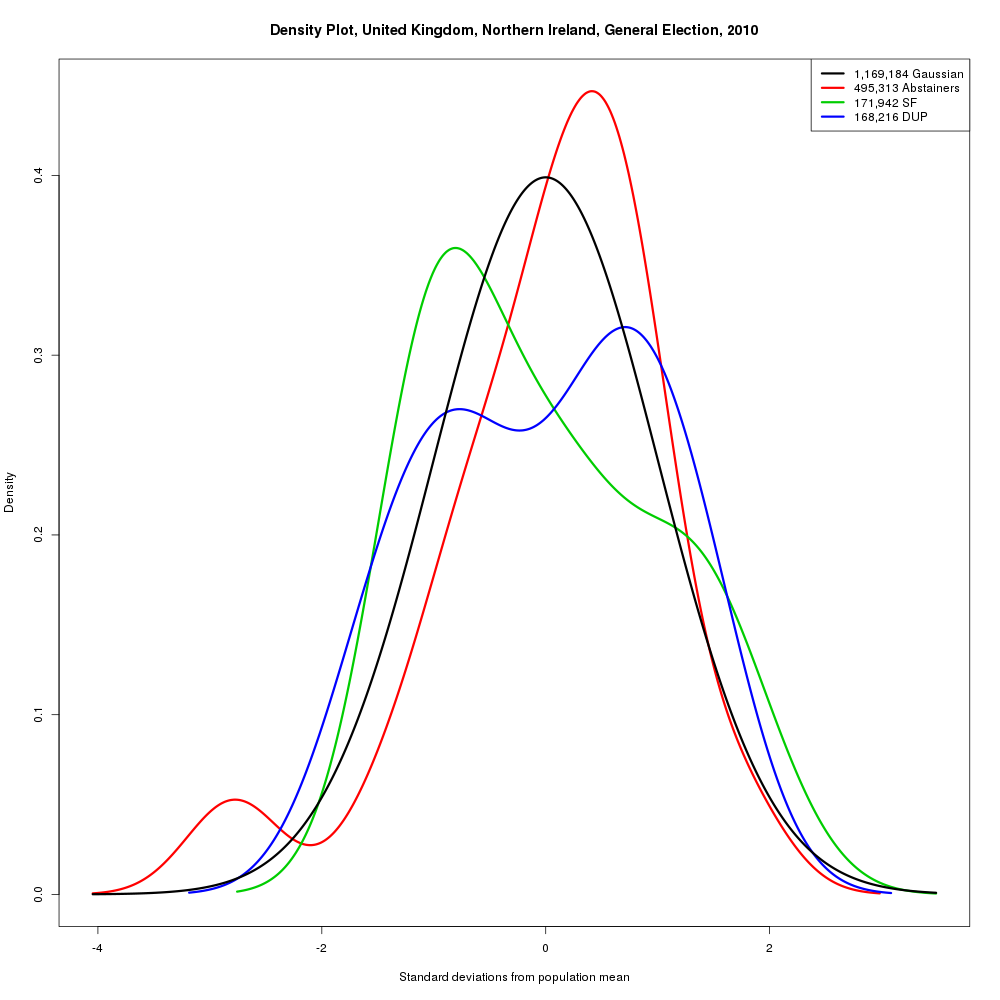 Density Plot, United Kingdom, Northern Ireland, General Election, 2010
1,169,184 Gaussian
495,313 Abstainers
171,942 SF
168,216 DUP
Density
0.4
0.3
0.2
0.1
0.0
-4 -2 0 2
Standard deviations from population mean